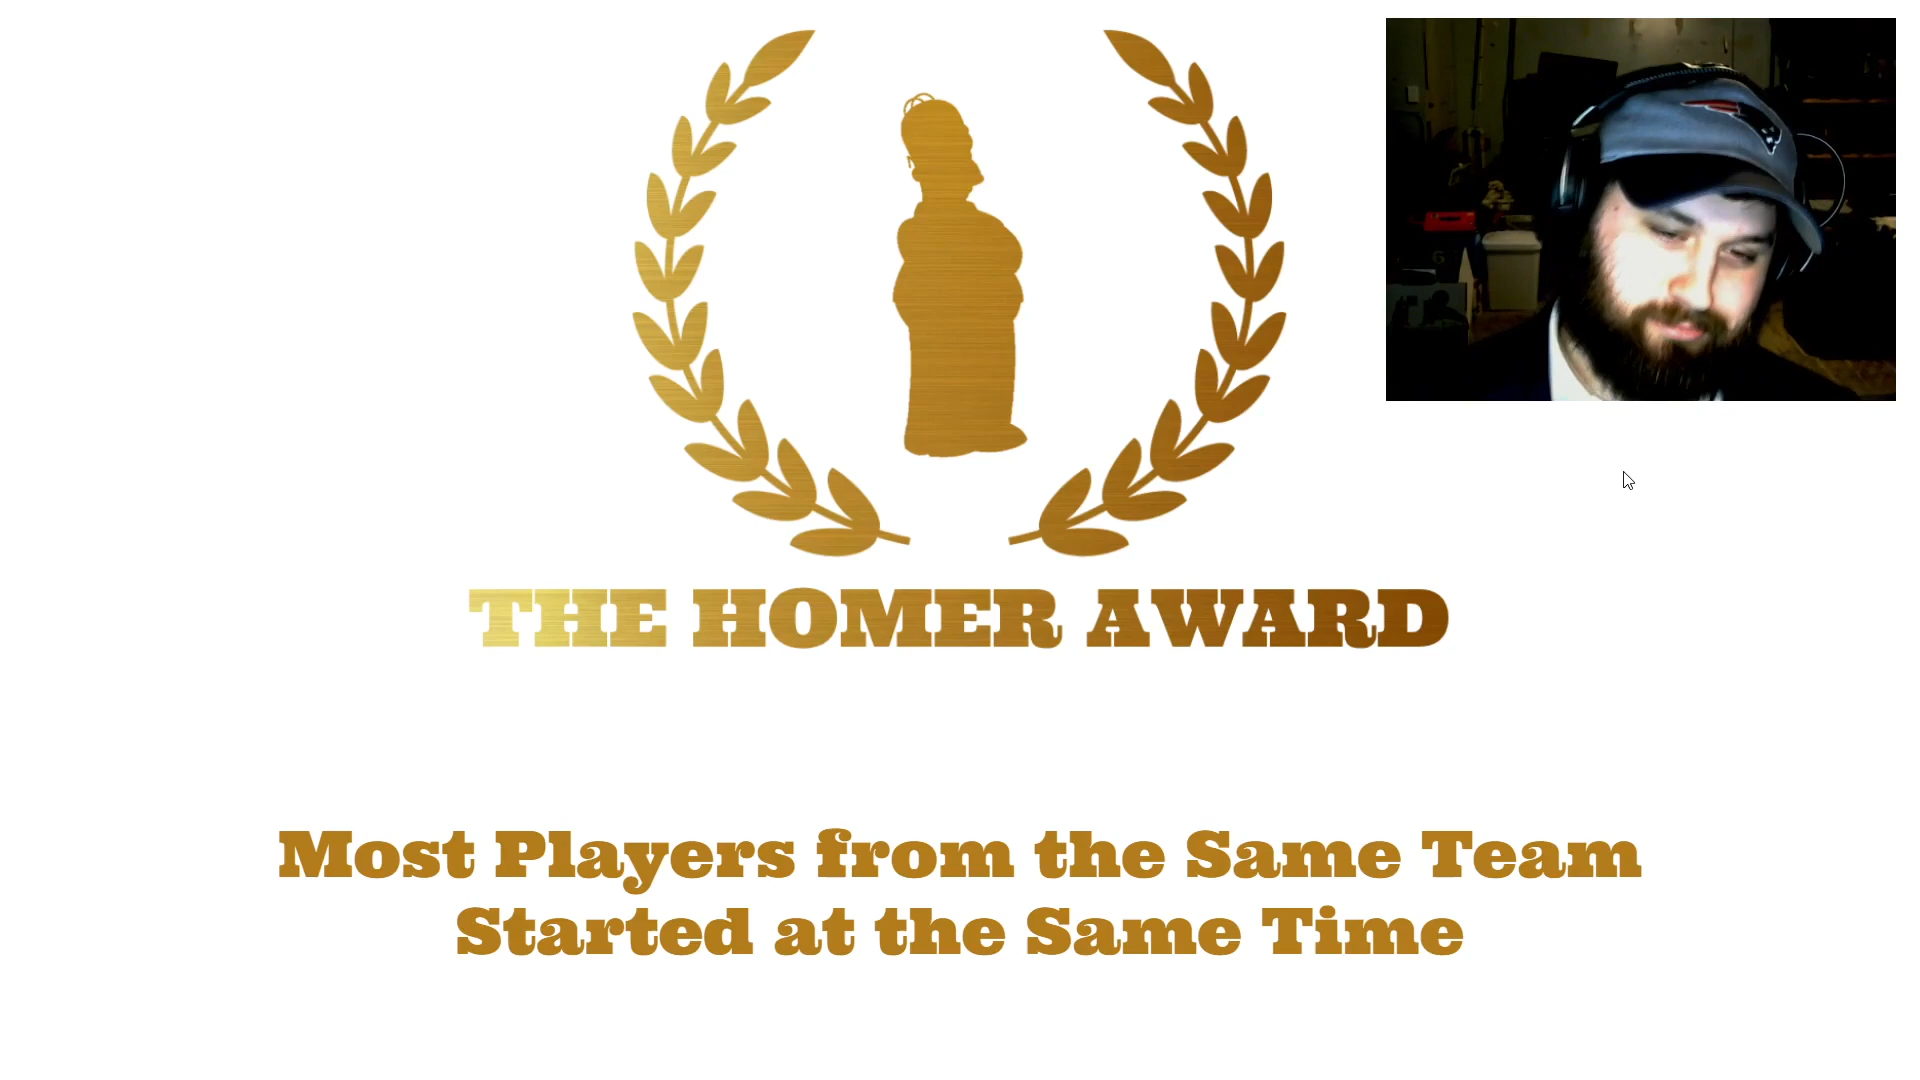 THE HOMER AWARD
Most Players from the Same Team
Started at the Same Time